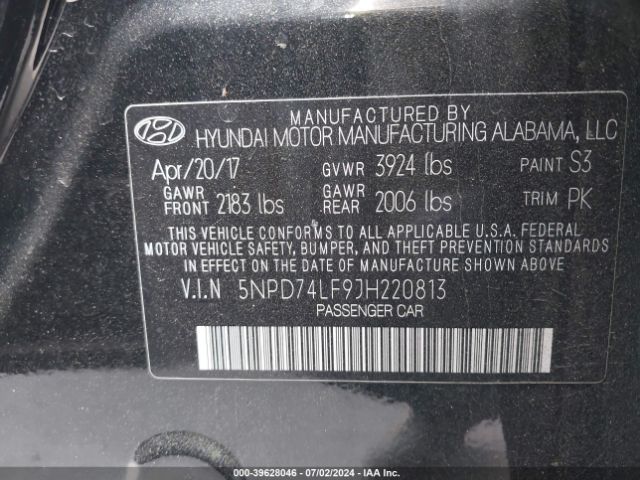 MANUFACTURED BY
HYUNDAI MOTOR MANUFACTURING ALABAMA, LLC
Apr/20/17 GVWR 3924 lbs PAINT S3
GAWR FRONT 2183 lbs GAWR REAR 2006 lbs TRIM PK
THIS VEHICLE CONFORMS TO ALL APPLICABLE U.S.A. FEDERAL
MOTOR VEHICLE SAFETY, BUMPER, AND THEFT PREVENTION STANDARDS
IN EFFECT ON THE DATE OF MANUFACTURE SHOWN ABOVE
V.I.N 5NPD74LF9JH220813
PASSENGER CAR
000-39628046 / 07/02/2024 - IAA Inc.